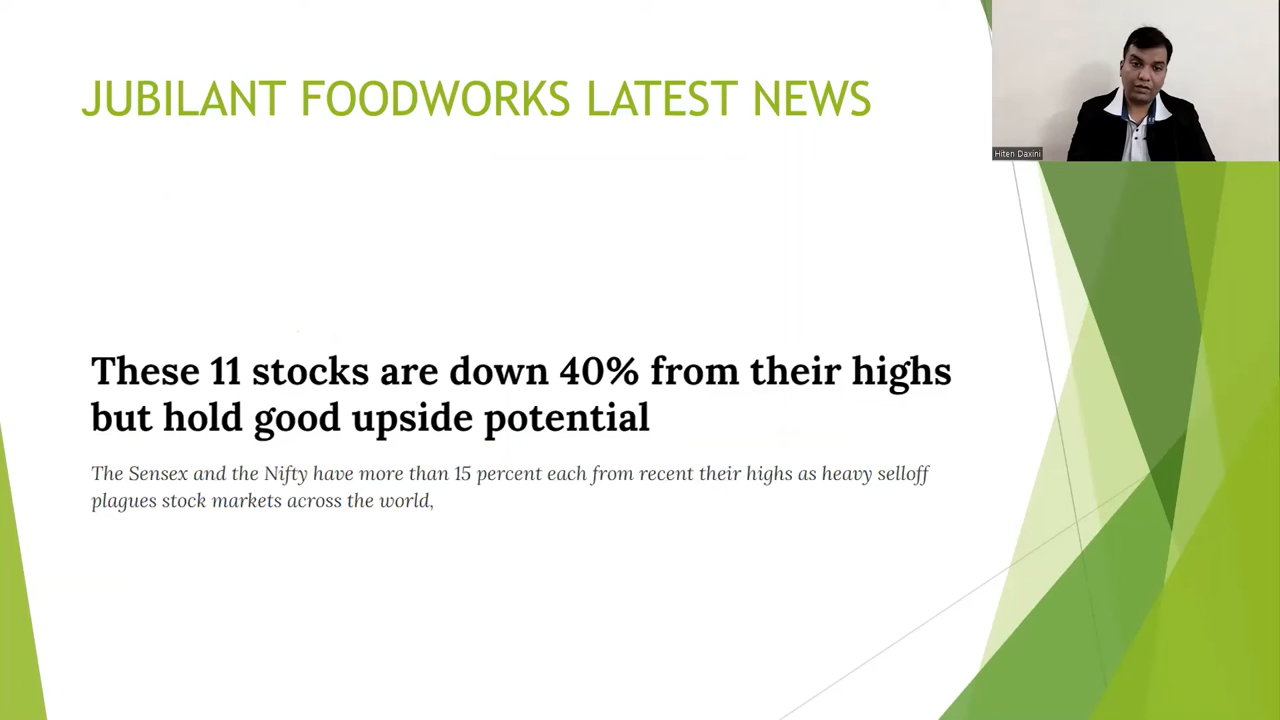 JUBILANT FOODWORKS LATEST NEWS
Hiten Daxini
These 11 stocks are down 40% from their highs
but hold good upside potential
The Sensex and the Nifty have more than 15 percent each from recent their highs as heavy selloff
plagues stock markets across the world,